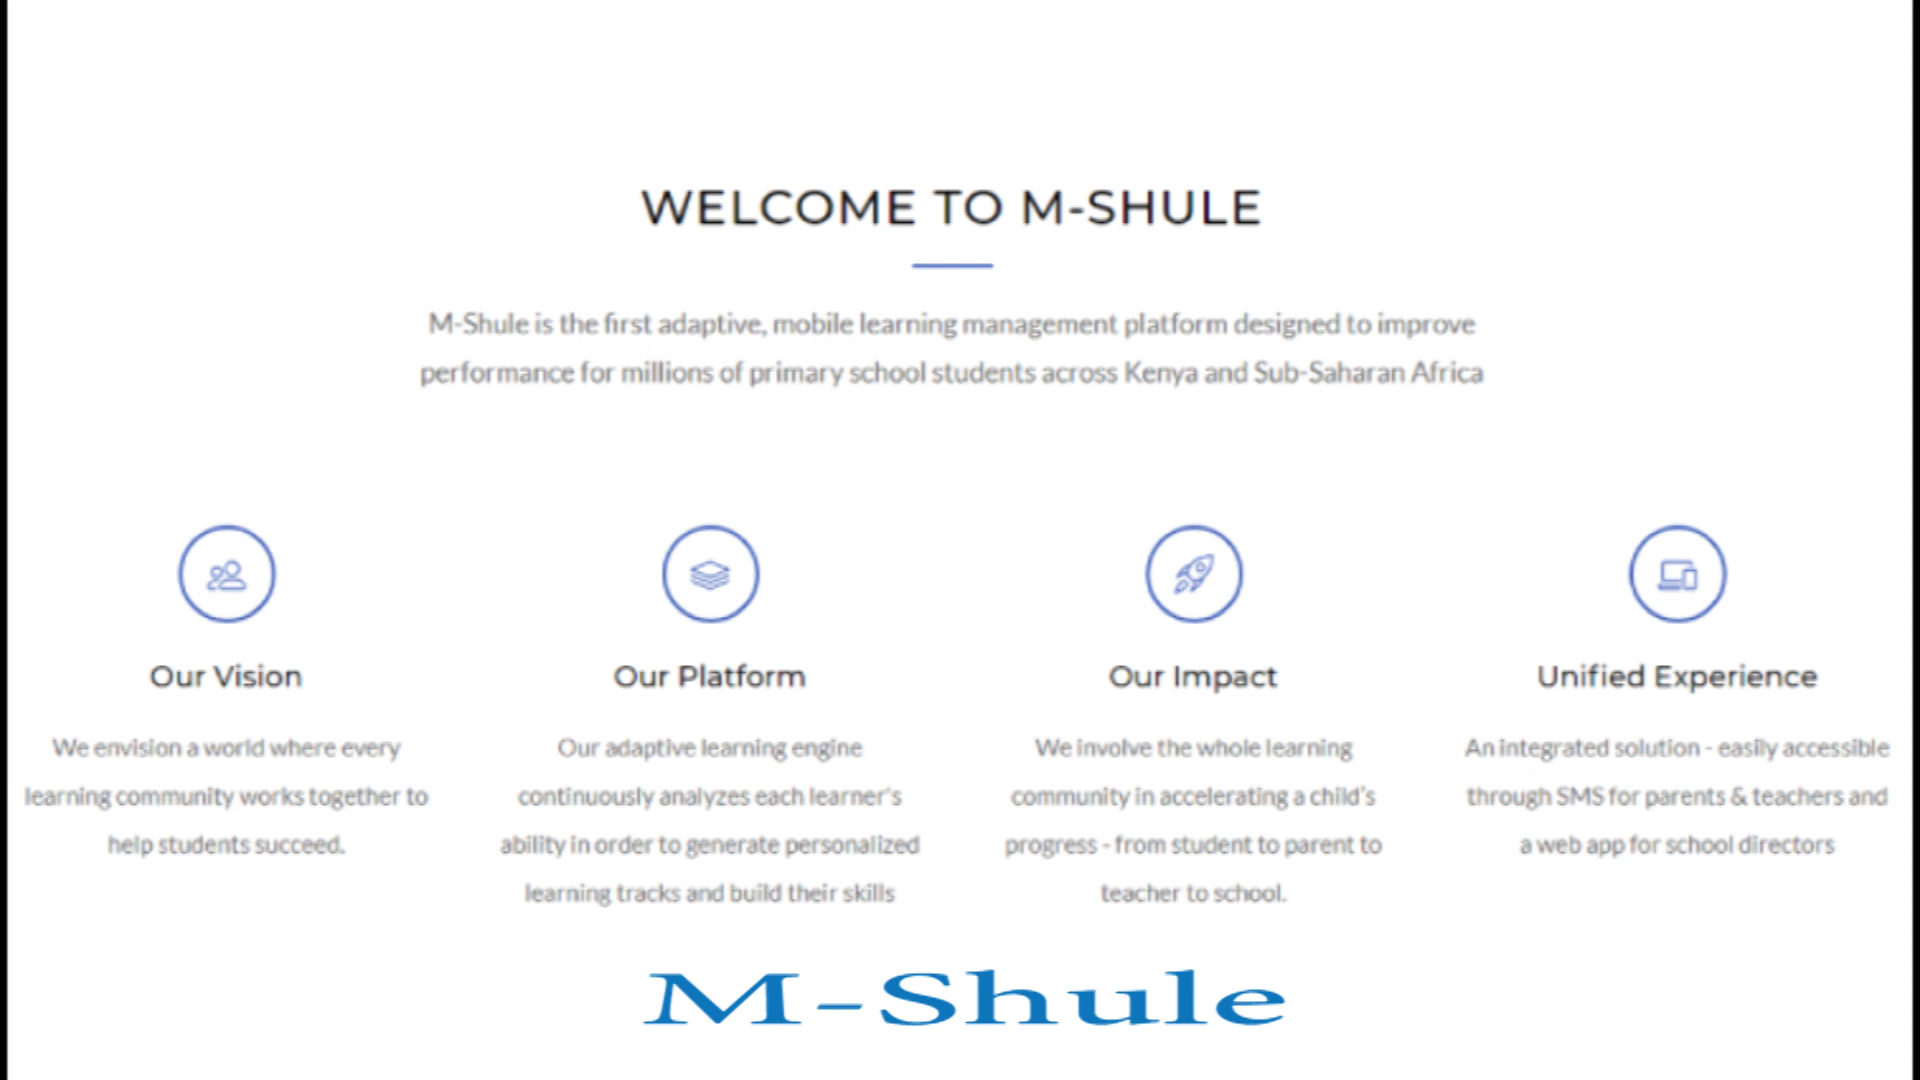 WELCOME TO M-SHULE
M-Shule is the first adaptive, mobile learning management platform designed to improve
performance for millions of primary school students across Kenya and Sub-Saharan Africa
Our Vision
We envision a world where every
learning community works together to
help students succeed.
Our Platform
Our adaptive learning engine
continuously analyzes each learner's
ability in order to generate personalized
learning tracks and build their skills
Our Impact
We involve the whole learning
community in accelerating a child's
progress - from student to parent to
teacher to school.
Unified Experience
An integrated solution - easily accessible
through SMS for parents & teachers and
a web app for school directors
M-Shule